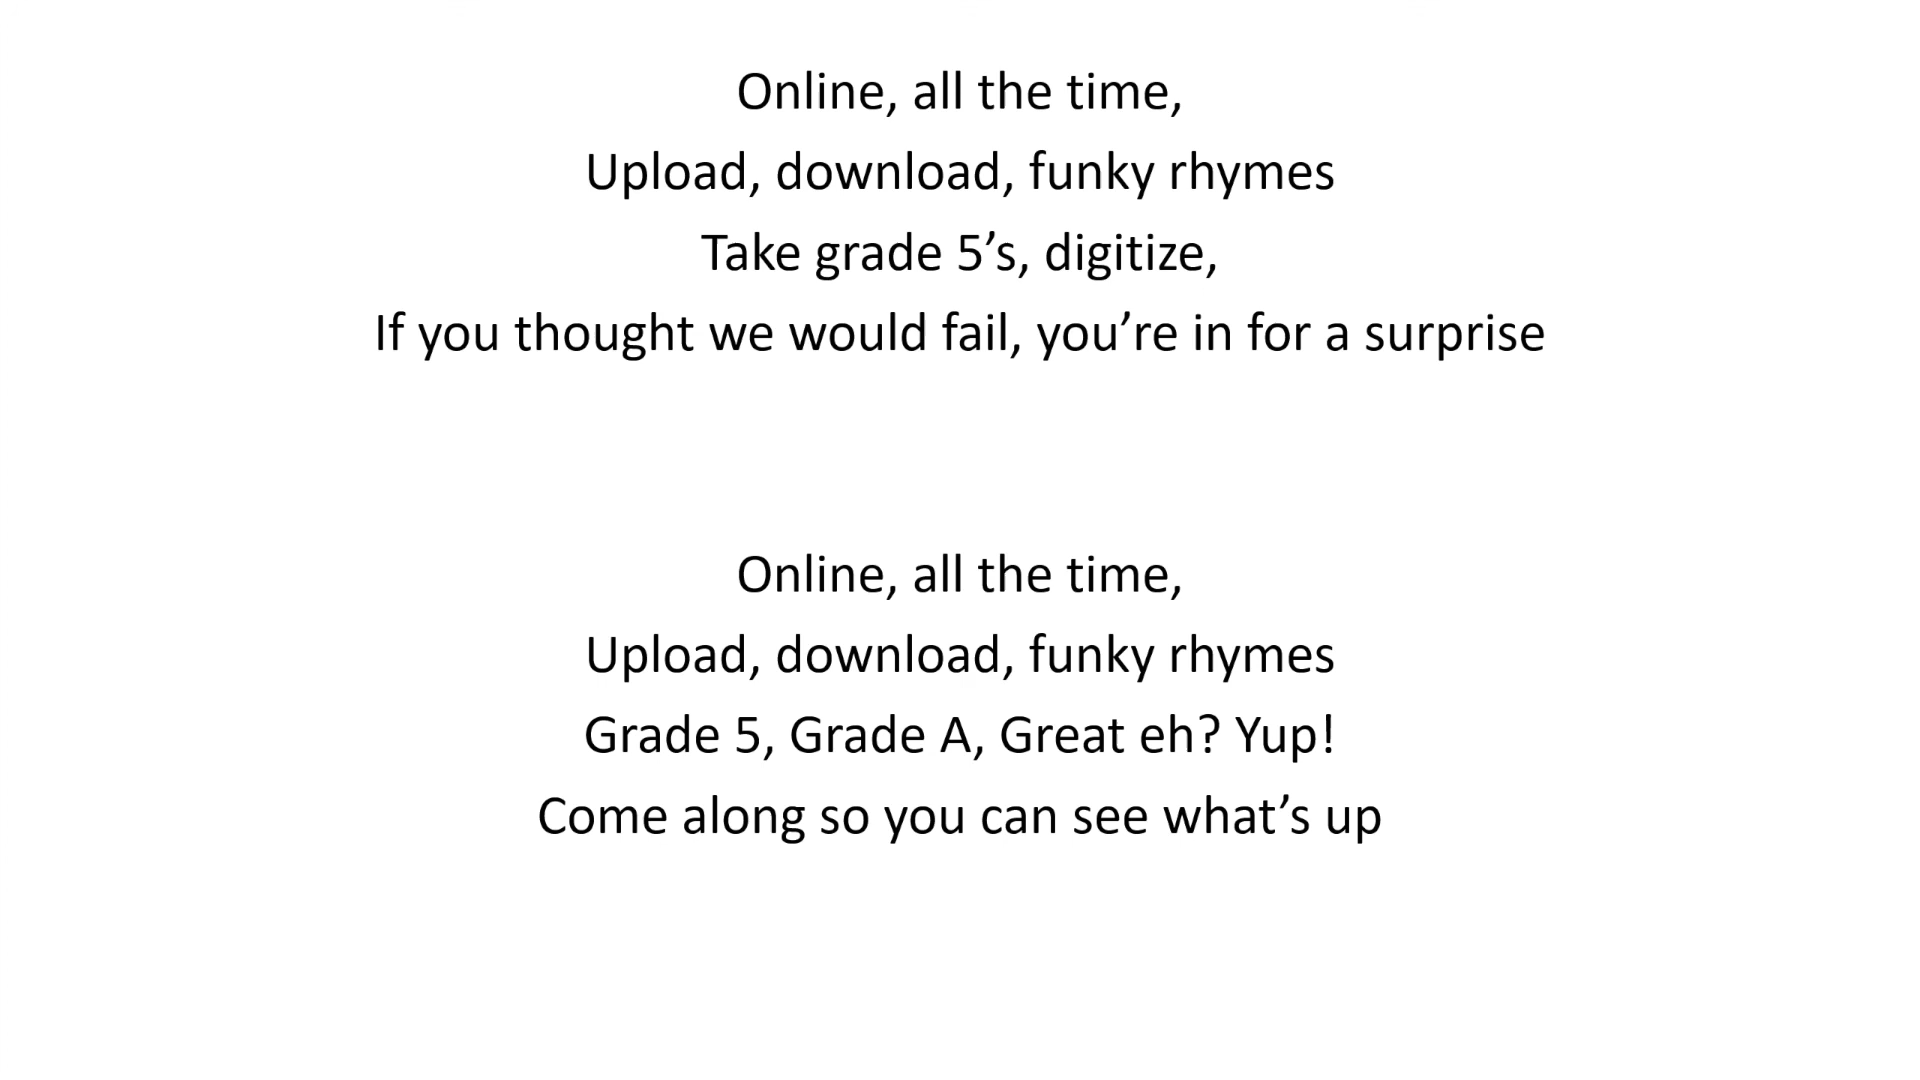 Online, all the time,
Upload, download, funky rhymes
Take grade 5’s, digitize,
If you thought we would fail, you’re in for a surprise
Online, all the time,
Upload, download, funky rhymes
Grade 5, Grade A, Great eh? Yup!
Come along so you can see what’s up